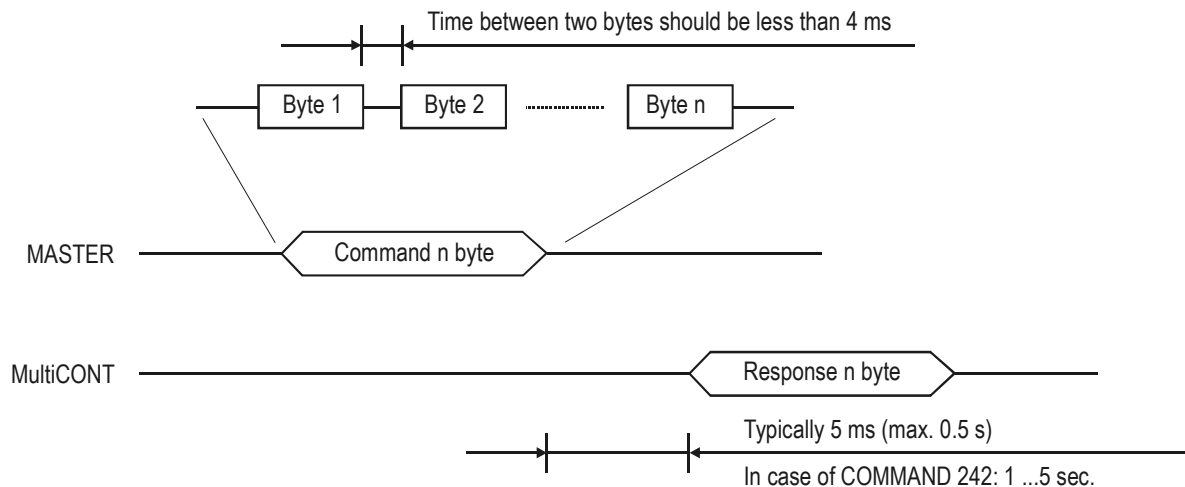 Time between two bytes should be less than 4 ms
Byte 1 Byte 2 Byte n
MASTER Command n byte
MultiCONT Response n byte
Typically 5 ms (max. 0.5 s)
In case of COMMAND 242: 1 ...5 sec.